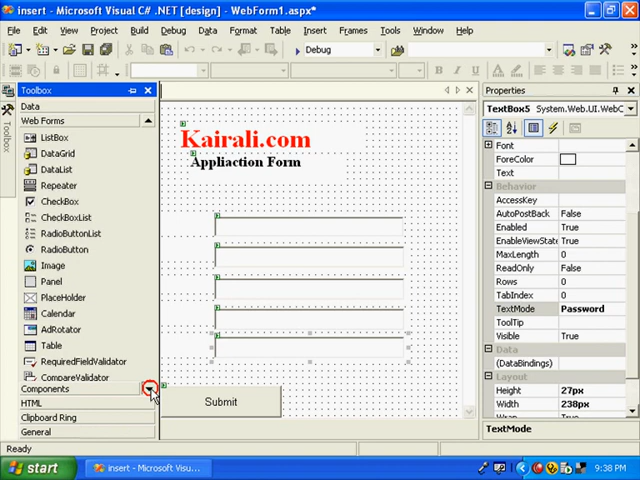 insert - Microsoft Visual C# .NET [design] - WebForm1.aspx*
File Edit View Project Build Debug Data Format Table Insert Frames Tools Window Help
Debug
Toolbox
Toolbox
Data
Web Forms
ListBox
DataGrid
DataList
Repeater
CheckBox
CheckBoxList
RadioButtonList
RadioButton
Image
Panel
PlaceHolder
Calendar
AdRotator
Table
RequiredFieldValidator
CompareValidator
Components
HTML
Clipboard Ring
General
Kairali.com
Appliaction Form
Submit
Properties
TextBox5 System.Web.UI.WebC
Font
ForeColor
Text
Behavior
AccessKey
AutoPostBack False
Enabled True
EnableViewState True
MaxLength 0
ReadOnly False
Rows 0
TabIndex 0
TextMode Password
ToolTip
Visible True
Data
(DataBindings)
Layout
Height 27px
Width 238px
Wrap True
TextMode
Ready
start
insert - Microsoft Visu...
9:38 PM